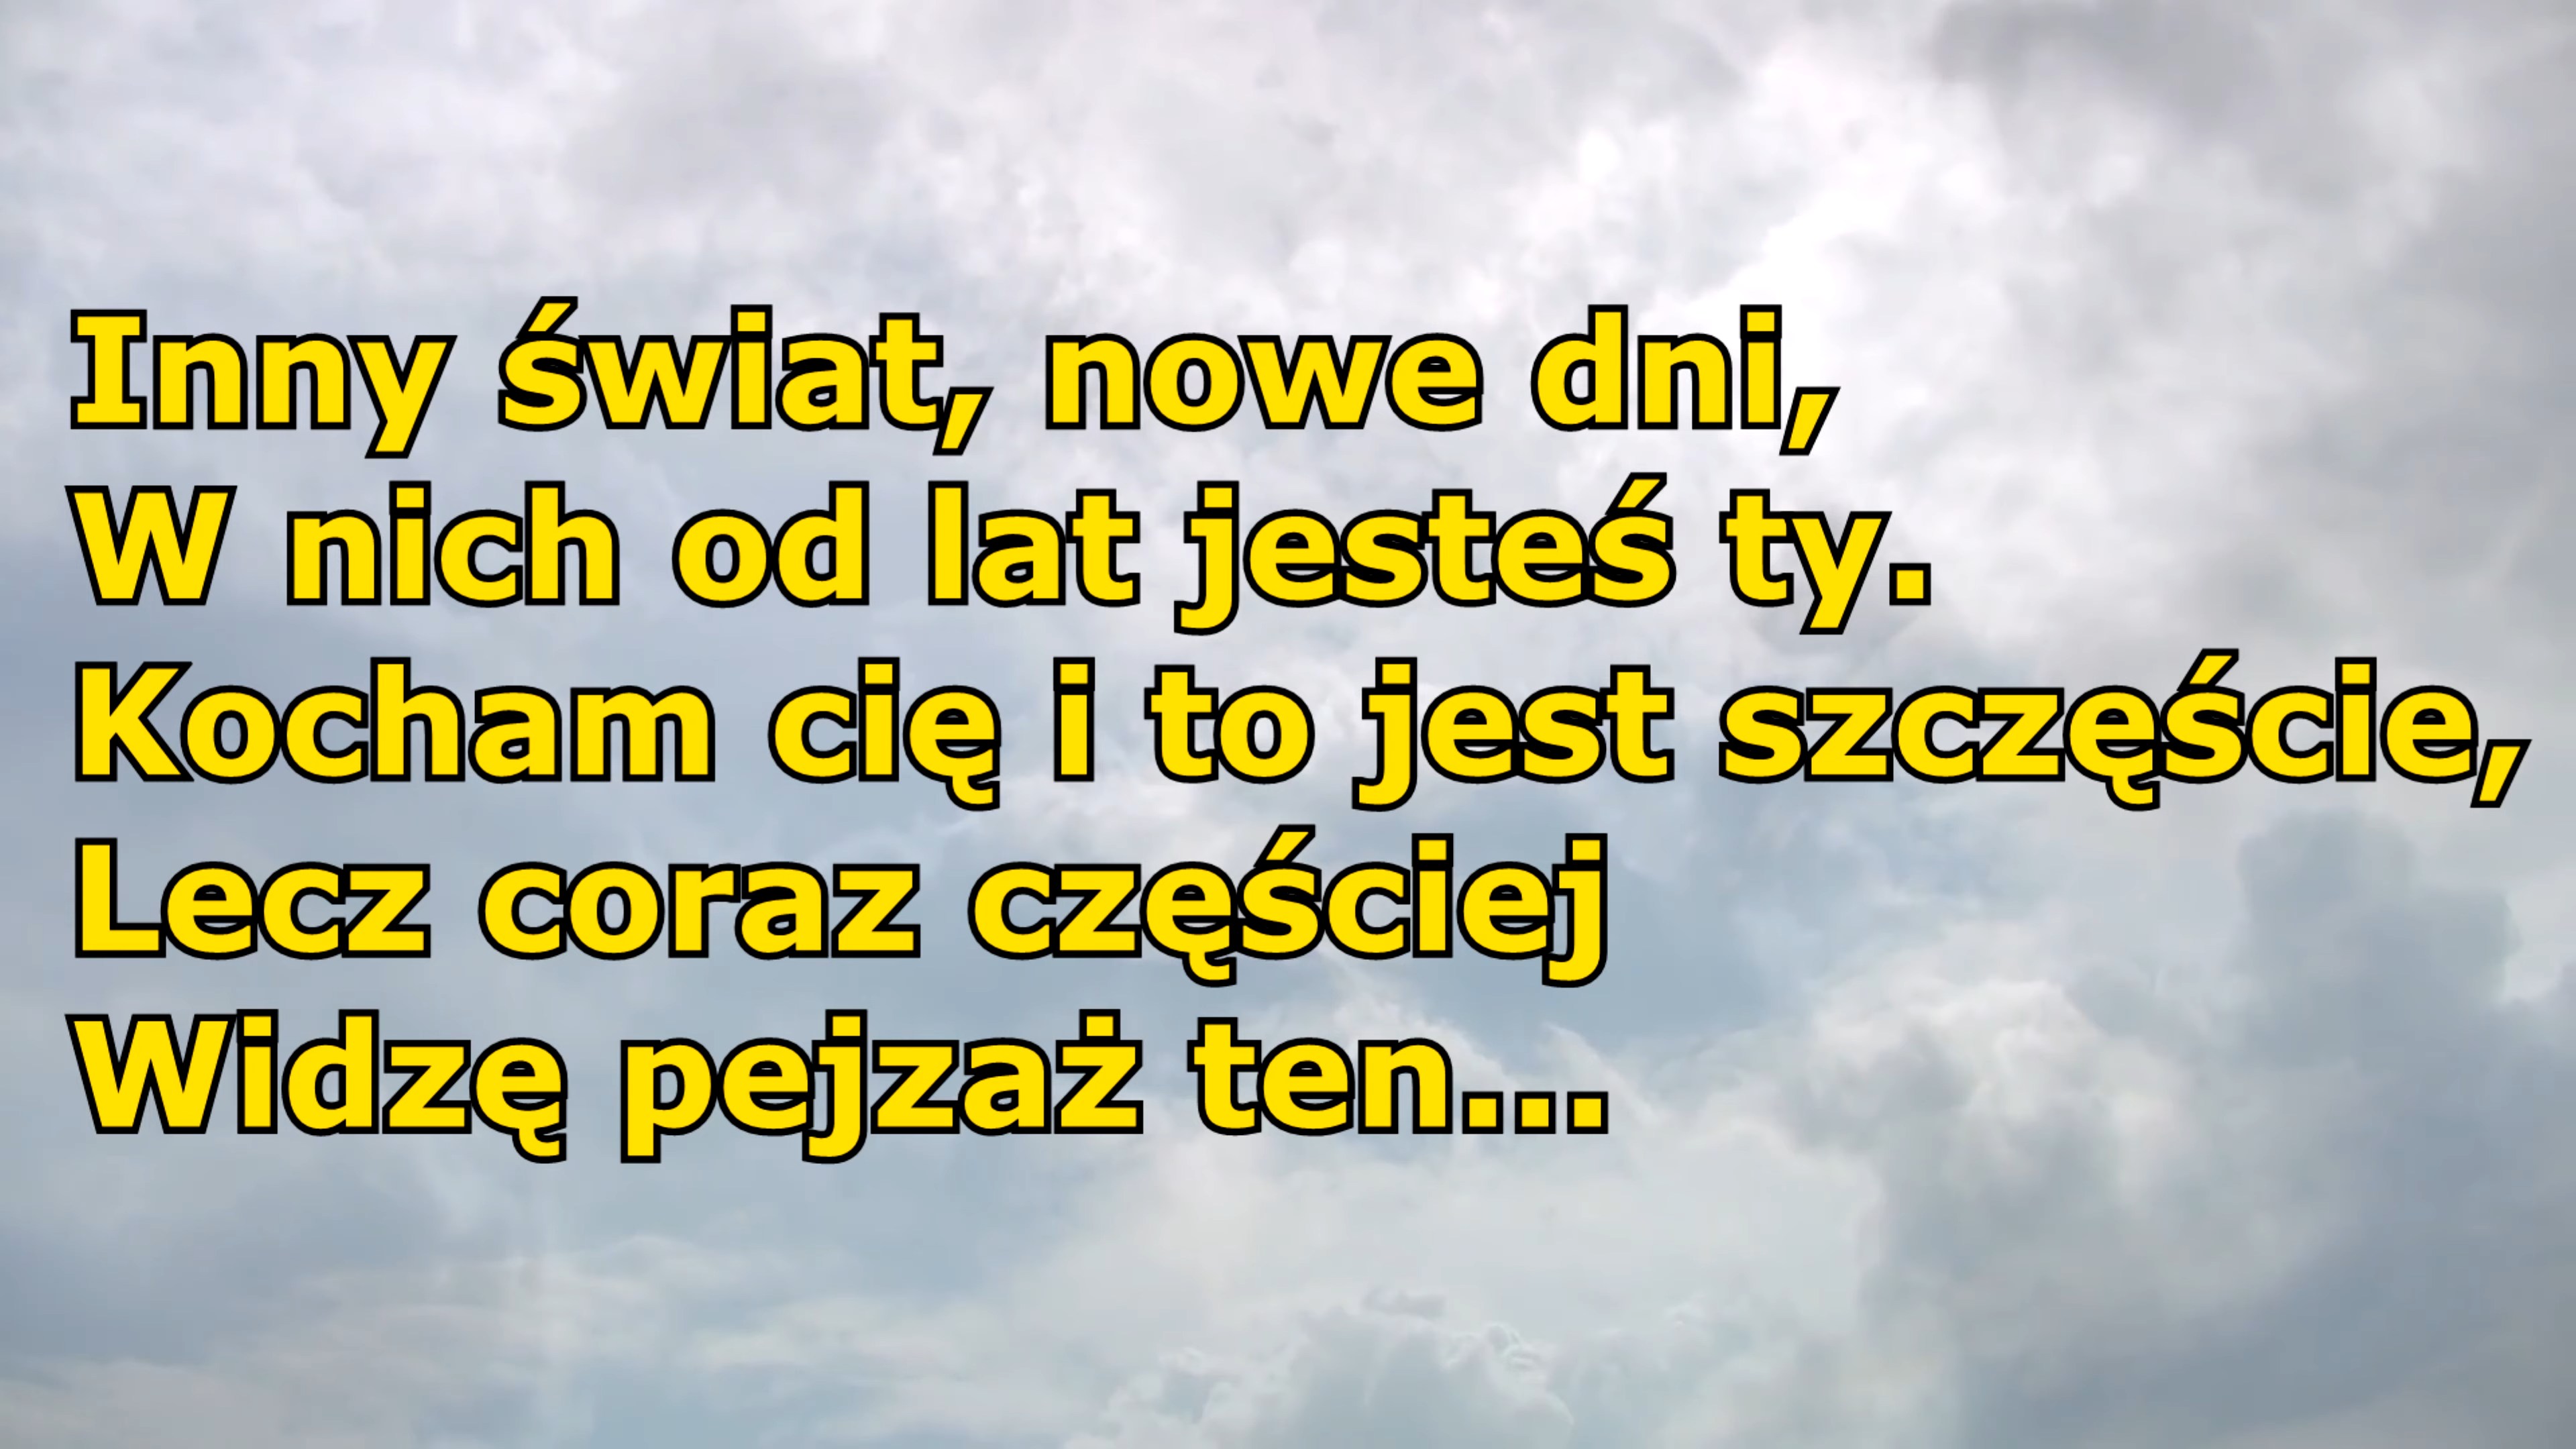 Inny świat, nowe dni,
W nich od lat jesteś ty.
Kocham cię i to jest szczęście,
Lecz coraz częściej
Widzę pejzaż ten...